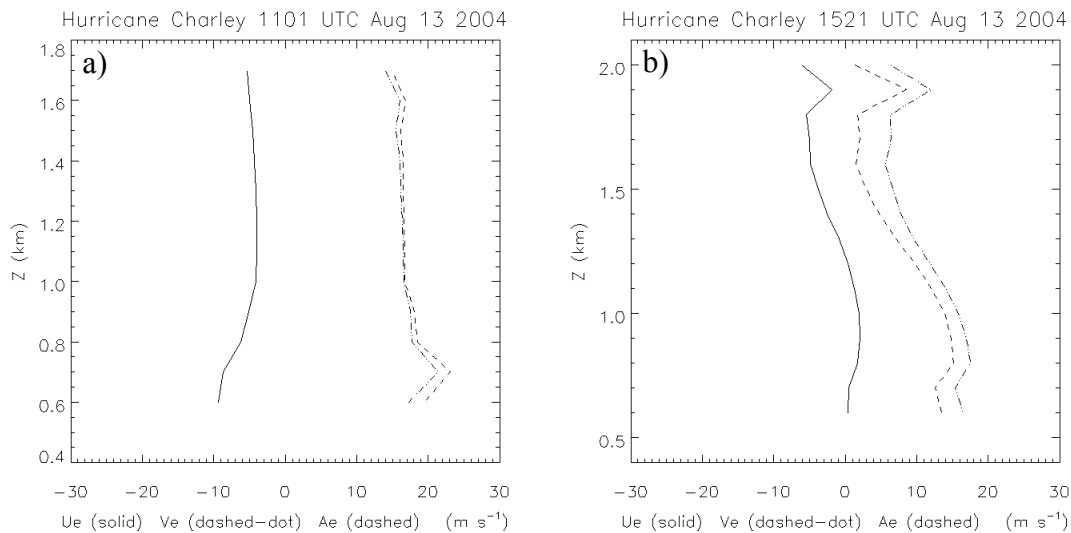 Hurricane Charley 1101 UTC Aug 13 2004
a)
Z (km)
1.8
1.6
1.4
1.2
1.0
0.8
0.6
0.4
-30 -20 -10 0 10 20 30
Ue (solid) Ve (dashed-dot) Ae (dashed) (m s⁻¹)
Hurricane Charley 1521 UTC Aug 13 2004
b)
Z (km)
2.0
1.5
1.0
0.5
-30 -20 -10 0 10 20 30
Ue (solid) Ve (dashed-dot) Ae (dashed) (m s⁻¹)